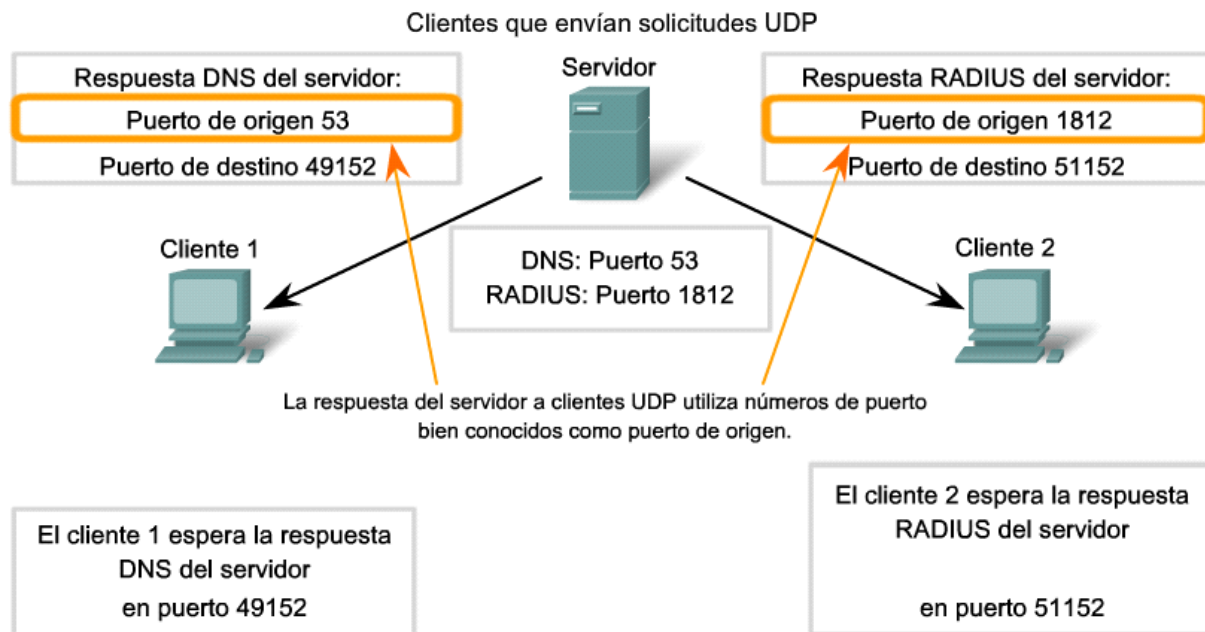 Clientes que envían solicitudes UDP
Respuesta DNS del servidor:
Puerto de origen 53
Puerto de destino 49152
Servidor
Respuesta RADIUS del servidor:
Puerto de origen 1812
Puerto de destino 51152
Cliente 1
DNS: Puerto 53
RADIUS: Puerto 1812
Cliente 2
La respuesta del servidor a clientes UDP utiliza números de puerto
bien conocidos como puerto de origen.
El cliente 1 espera la respuesta
DNS del servidor
en puerto 49152
El cliente 2 espera la respuesta
RADIUS del servidor
en puerto 51152